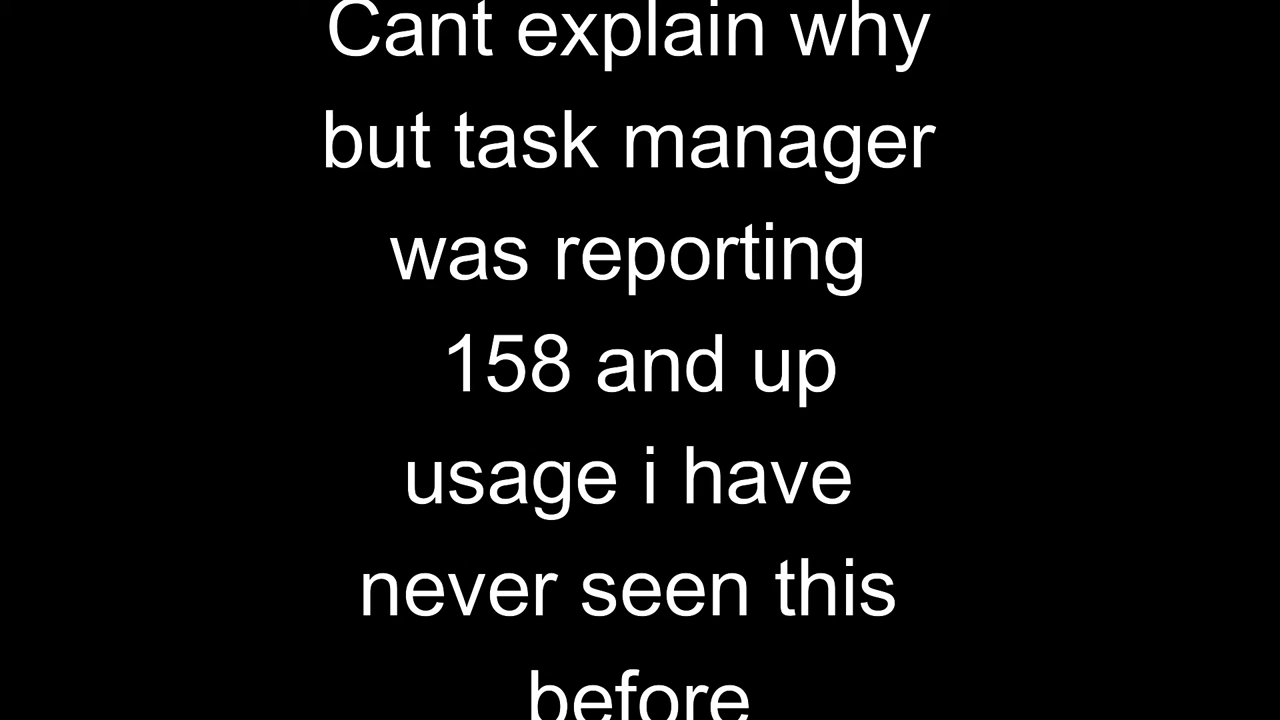 Cant explain why
but task manager
was reporting
158 and up
usage i have
never seen this
before